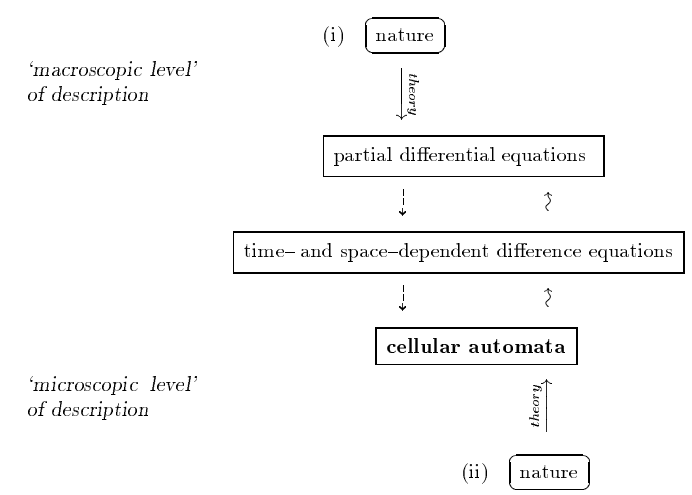 (i) nature
‘macroscopic level’
of description
theory
partial differential equations
time– and space–dependent difference equations
cellular automata
‘microscopic level’
of description
theory
(ii) nature